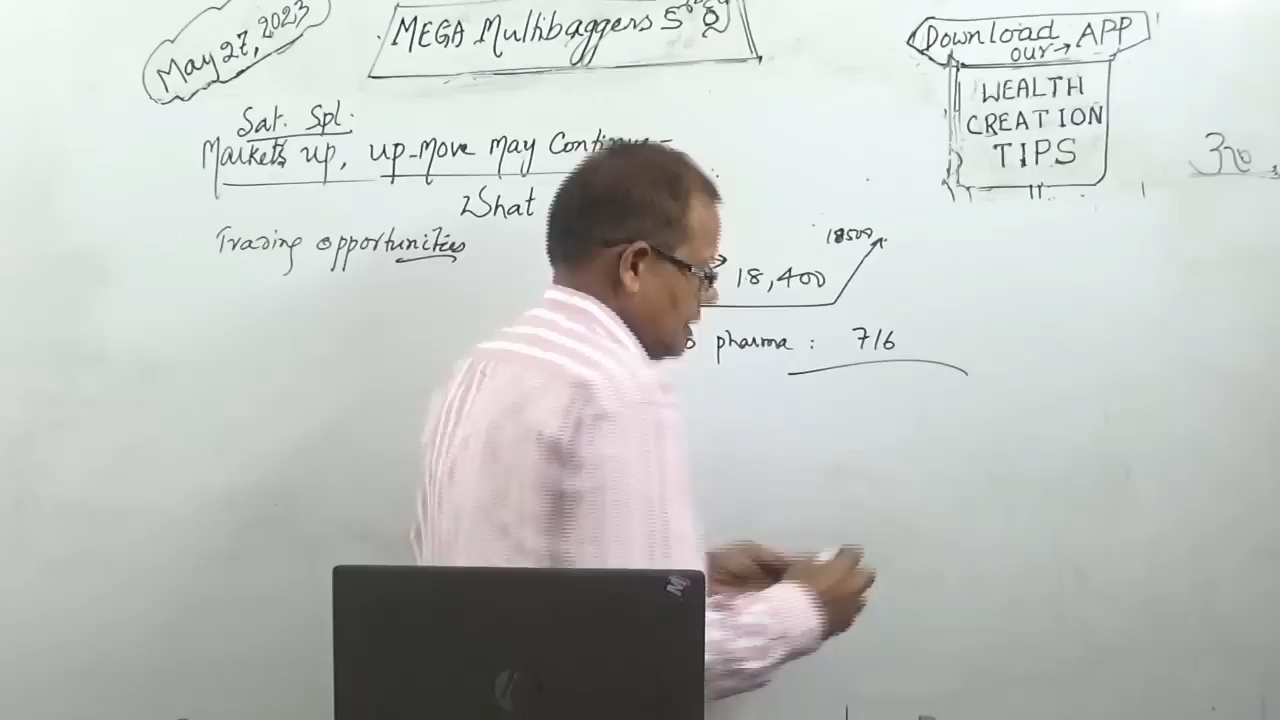 May 27, 2023
MEGA Multibaggers
Download
our → APP
WEALTH
CREATION
TIPS
Sat. Spl.
Markets up, up-move may
What
Trading opportunities
18,400
18500
pharma : 716